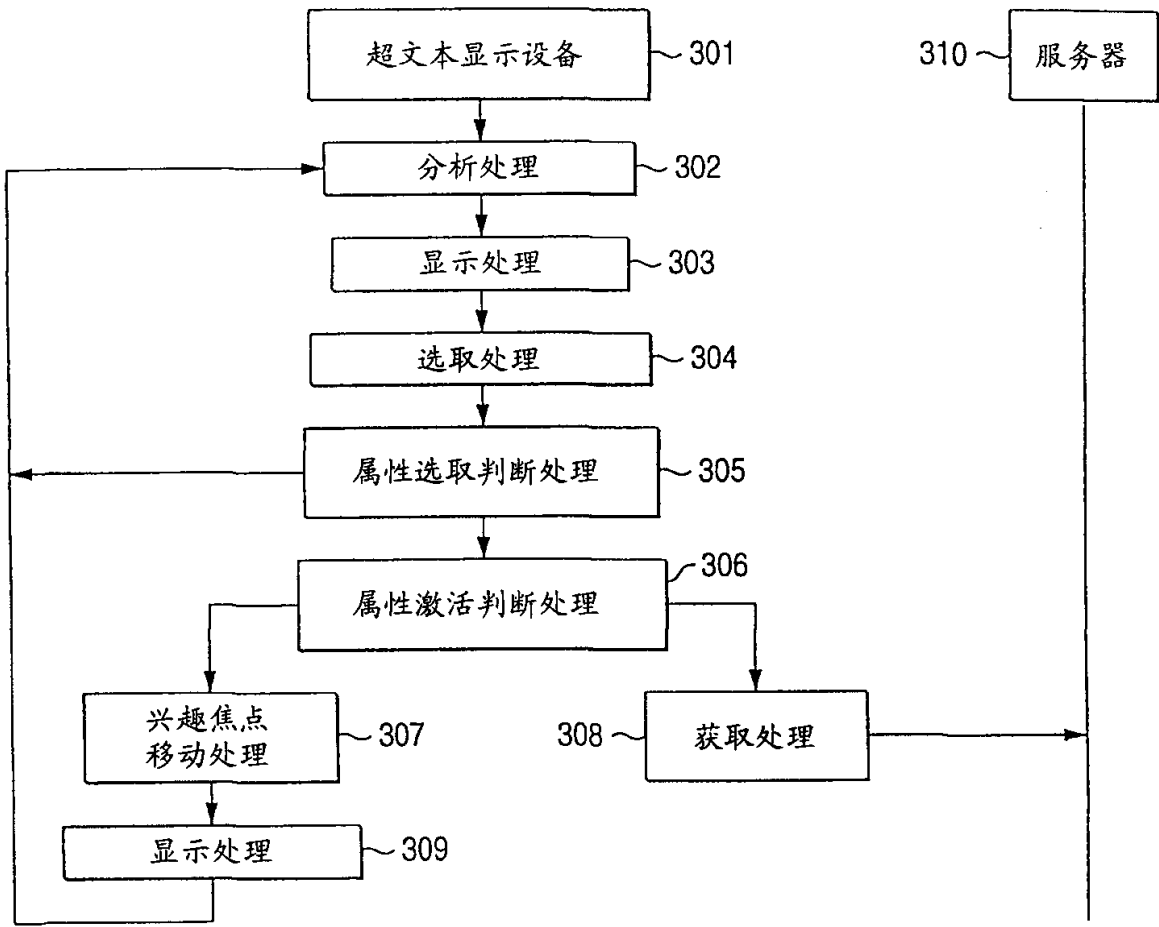 超文本显示设备
301
310
服务器
分析处理
302
显示处理
303
选取处理
304
属性选取判断处理
305
属性激活判断处理
306
兴趣焦点
移动处理
307
308
获取处理
显示处理
309